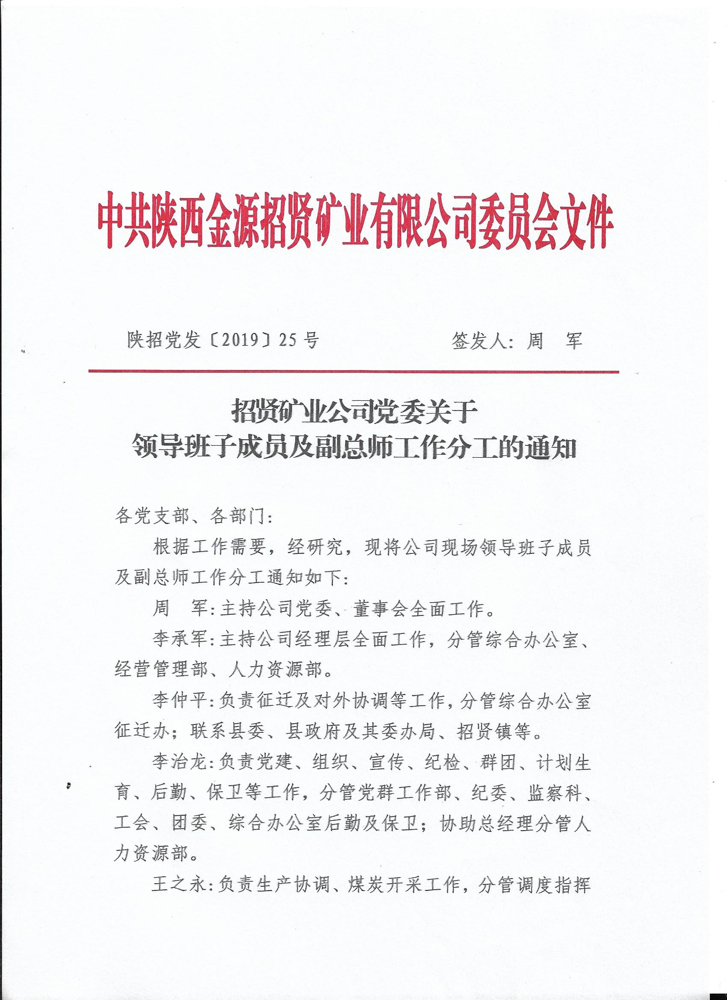 中共陕西金源招贤矿业有限公司委员会文件
陕招党发〔2019〕25 号 签发人：周 军
招贤矿业公司党委关于
领导班子成员及副总师工作分工的通知
各党支部、各部门：
根据工作需要，经研究，现将公司现场领导班子成员
及副总师工作分工通知如下：
周 军：主持公司党委、董事会全面工作。
李承军：主持公司经理层全面工作，分管综合办公室、
经营管理部、人力资源部。
李仲平：负责征迁及对外协调等工作，分管综合办公室
征迁办；联系县委、县政府及其委办局、招贤镇等。
李治龙：负责党建、组织、宣传、纪检、群团、计划生
育、后勤、保卫等工作，分管党群工作部、纪委、监察科、
工会、团委、综合办公室后勤及保卫；协助总经理分管人
力资源部。
王之永：负责生产协调、煤炭开采工作，分管调度指挥